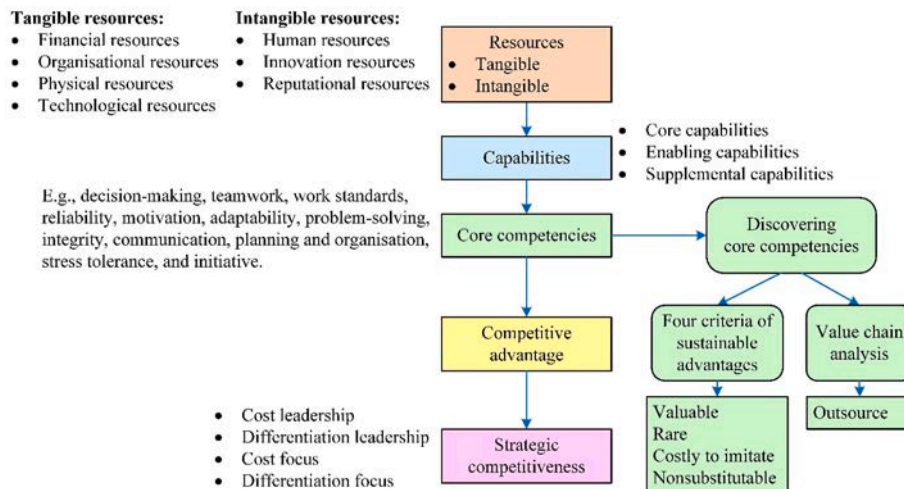 Tangible resources:
• Financial resources
• Organisational resources
• Physical resources
• Technological resources
Intangible resources:
• Human resources
• Innovation resources
• Reputational resources
Resources
• Tangible
• Intangible
Capabilities
• Core capabilities
• Enabling capabilities
• Supplemental capabilities
E.g., decision-making, teamwork, work standards,
reliability, motivation, adaptability, problem-solving,
integrity, communication, planning and organisation,
stress tolerance, and initiative.
Core competencies
Discovering
core competencies
Four criteria of
sustainable
advantages
Value chain
analysis
Competitive
advantage
Valuable
Rare
Costly to imitate
Nonsubstitutable
Outsource
• Cost leadership
• Differentiation leadership
• Cost focus
• Differentiation focus
Strategic
competitiveness